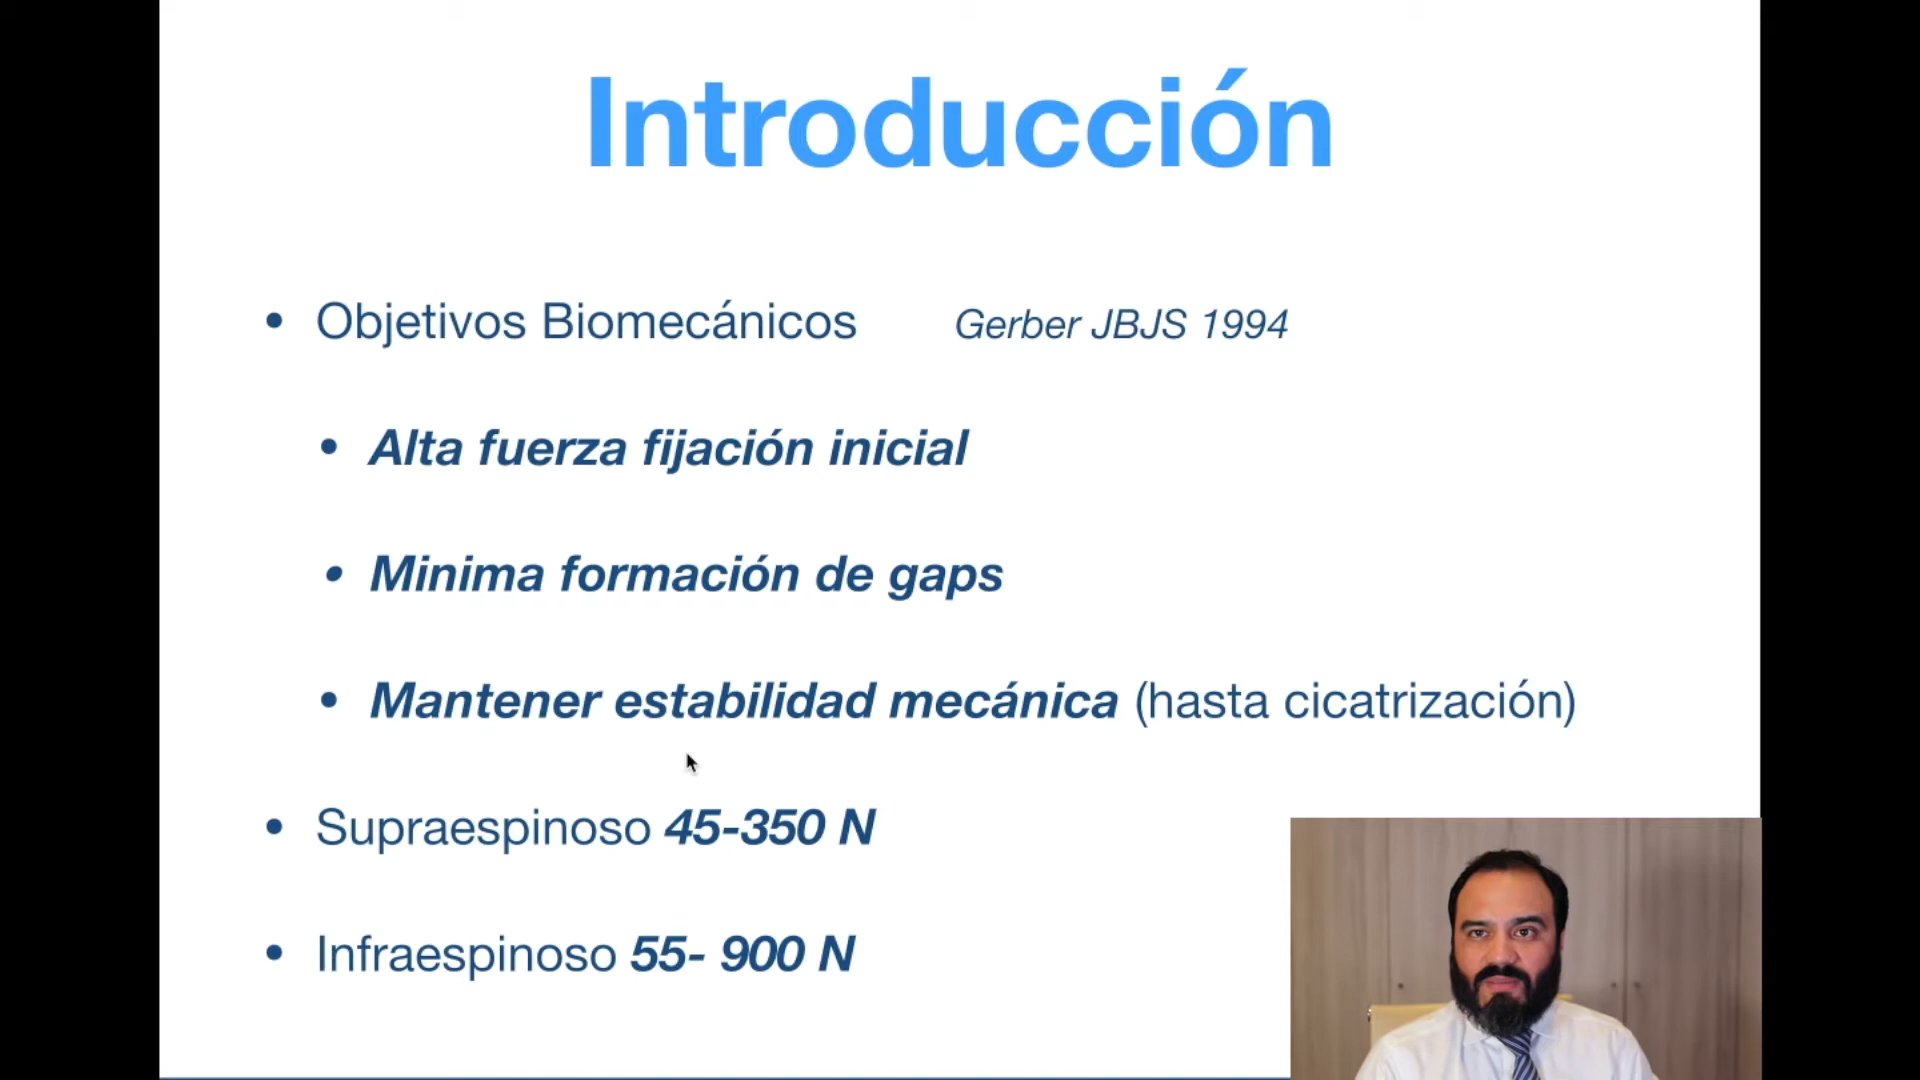 Introducción
• Objetivos Biomecánicos Gerber JBJS 1994
• Alta fuerza fijación inicial
• Minima formación de gaps
• Mantener estabilidad mecánica (hasta cicatrización)
• Supraespinoso 45-350 N
• Infraespinoso 55- 900 N